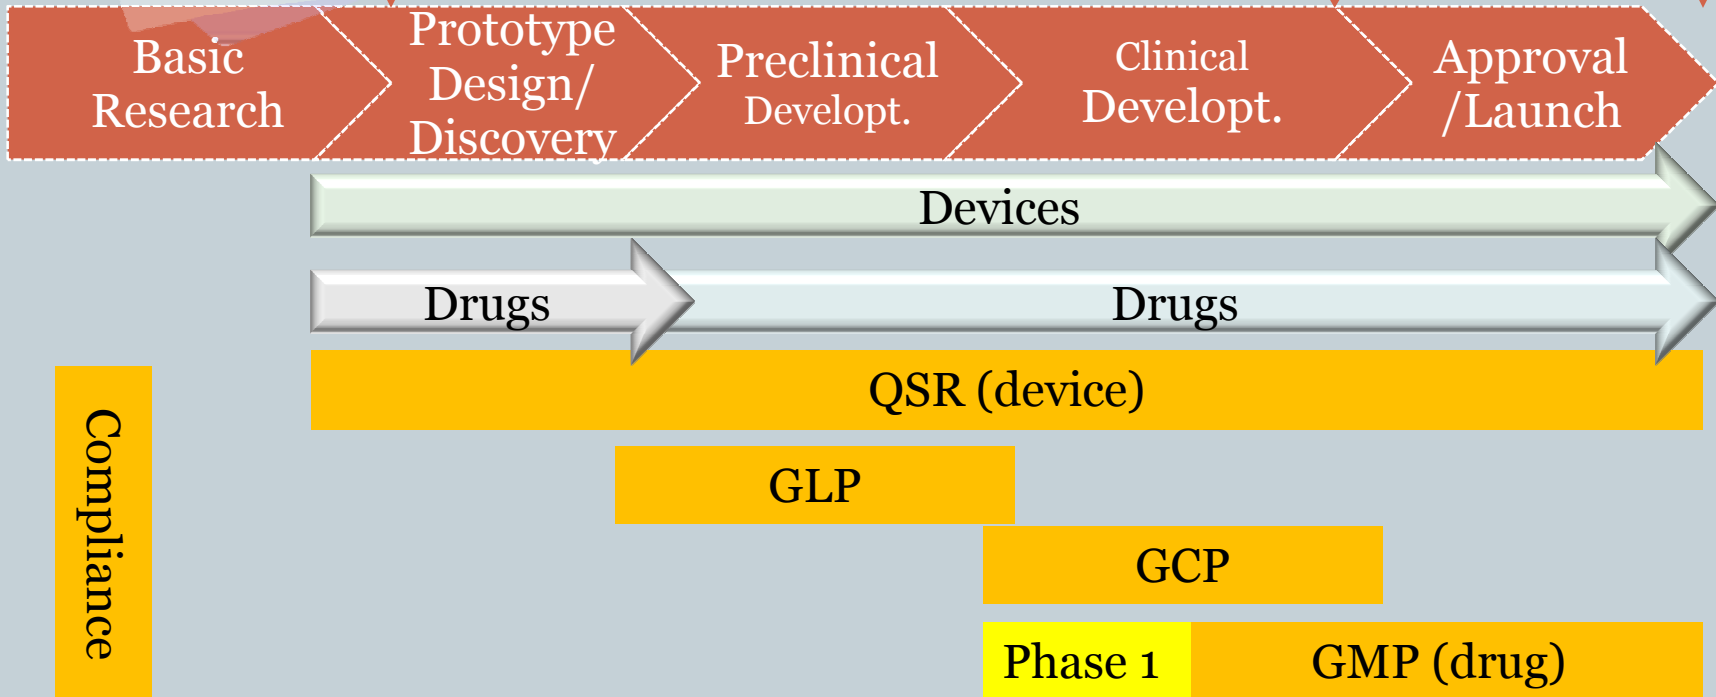 Basic
Research
Prototype
Design/
Discovery
Preclinical
Developt.
Clinical
Developt.
Approval
/Launch
Devices
Drugs
Drugs
QSR (device)
Compliance
GLP
GCP
Phase 1
GMP (drug)